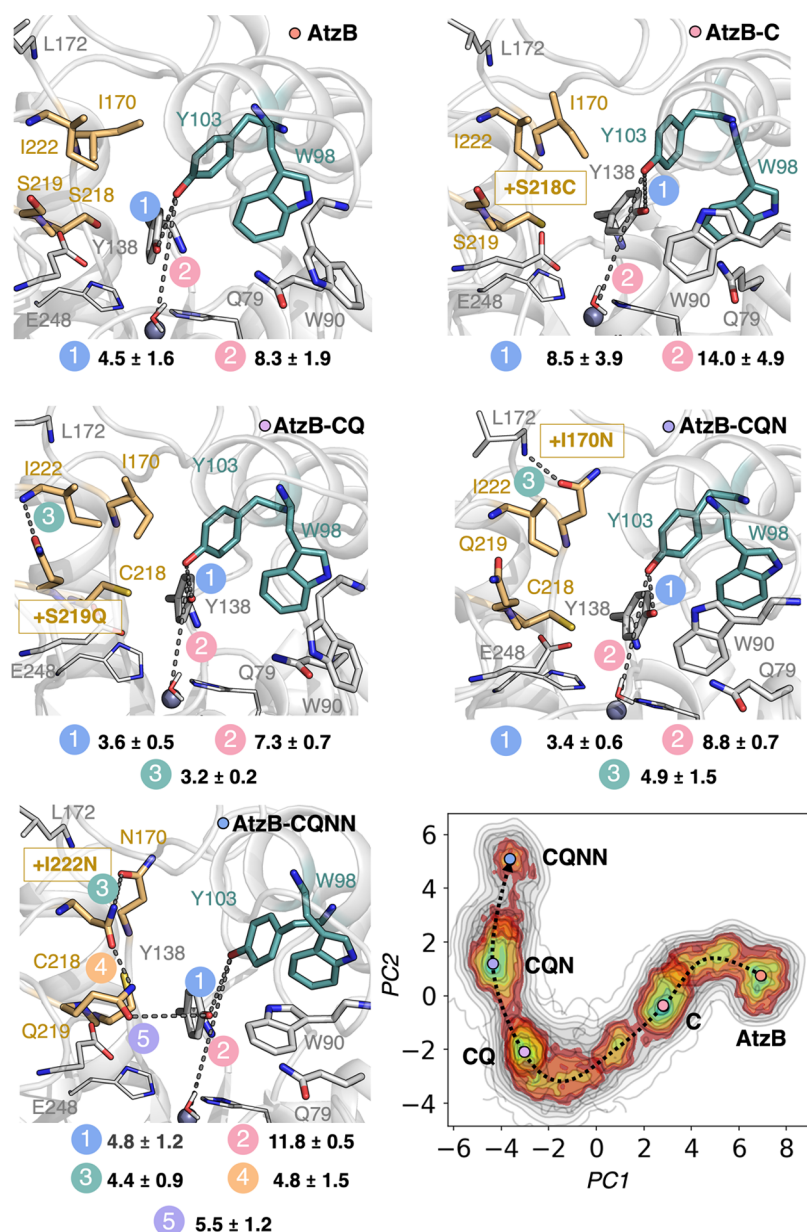 AtzB
L172
I170
Y103
I222
W98
S219
S218
1
Y138
2
Q79
E248
W90
1 4.5 ± 1.6 2 8.3 ± 1.9
AtzB-C
L172
I170
I222
Y103
Y138
W98
+S218C
1
S219
2
E248
W90
Q79
1 8.5 ± 3.9 2 14.0 ± 4.9
AtzB-CQ
L172
I222
I170
Y103
3
W98
C218
1
+S219Q
Y138
2
E248
Q79
W90
1 3.6 ± 0.5 2 7.3 ± 0.7
3 3.2 ± 0.2
AtzB-CQN
L172
+I170N
3
I222
Y103
W98
Q219
C218
1
Y138
W90
E248
2
Q79
1 3.4 ± 0.6 2 8.8 ± 0.7
3 4.9 ± 1.5
AtzB-CQNN
L172
N170
+I222N
W98
3
Y103
C218
4
Y138
1
Q219
5
2
W90
E248
Q79
1 4.8 ± 1.2 2 11.8 ± 0.5
3 4.4 ± 0.9 4 4.8 ± 1.5
5 5.5 ± 1.2
6
CQNN
4
PC2
2
CQN
0
C
AtzB
−2
CQ
−4
−6 −4 −2 0 2 4 6 8
PC1